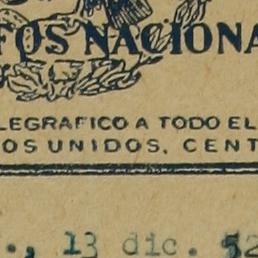 FOS NACIONA
LEGRAFICO A TODO EL
OS UNIDOS, CENT
13 dic. 52